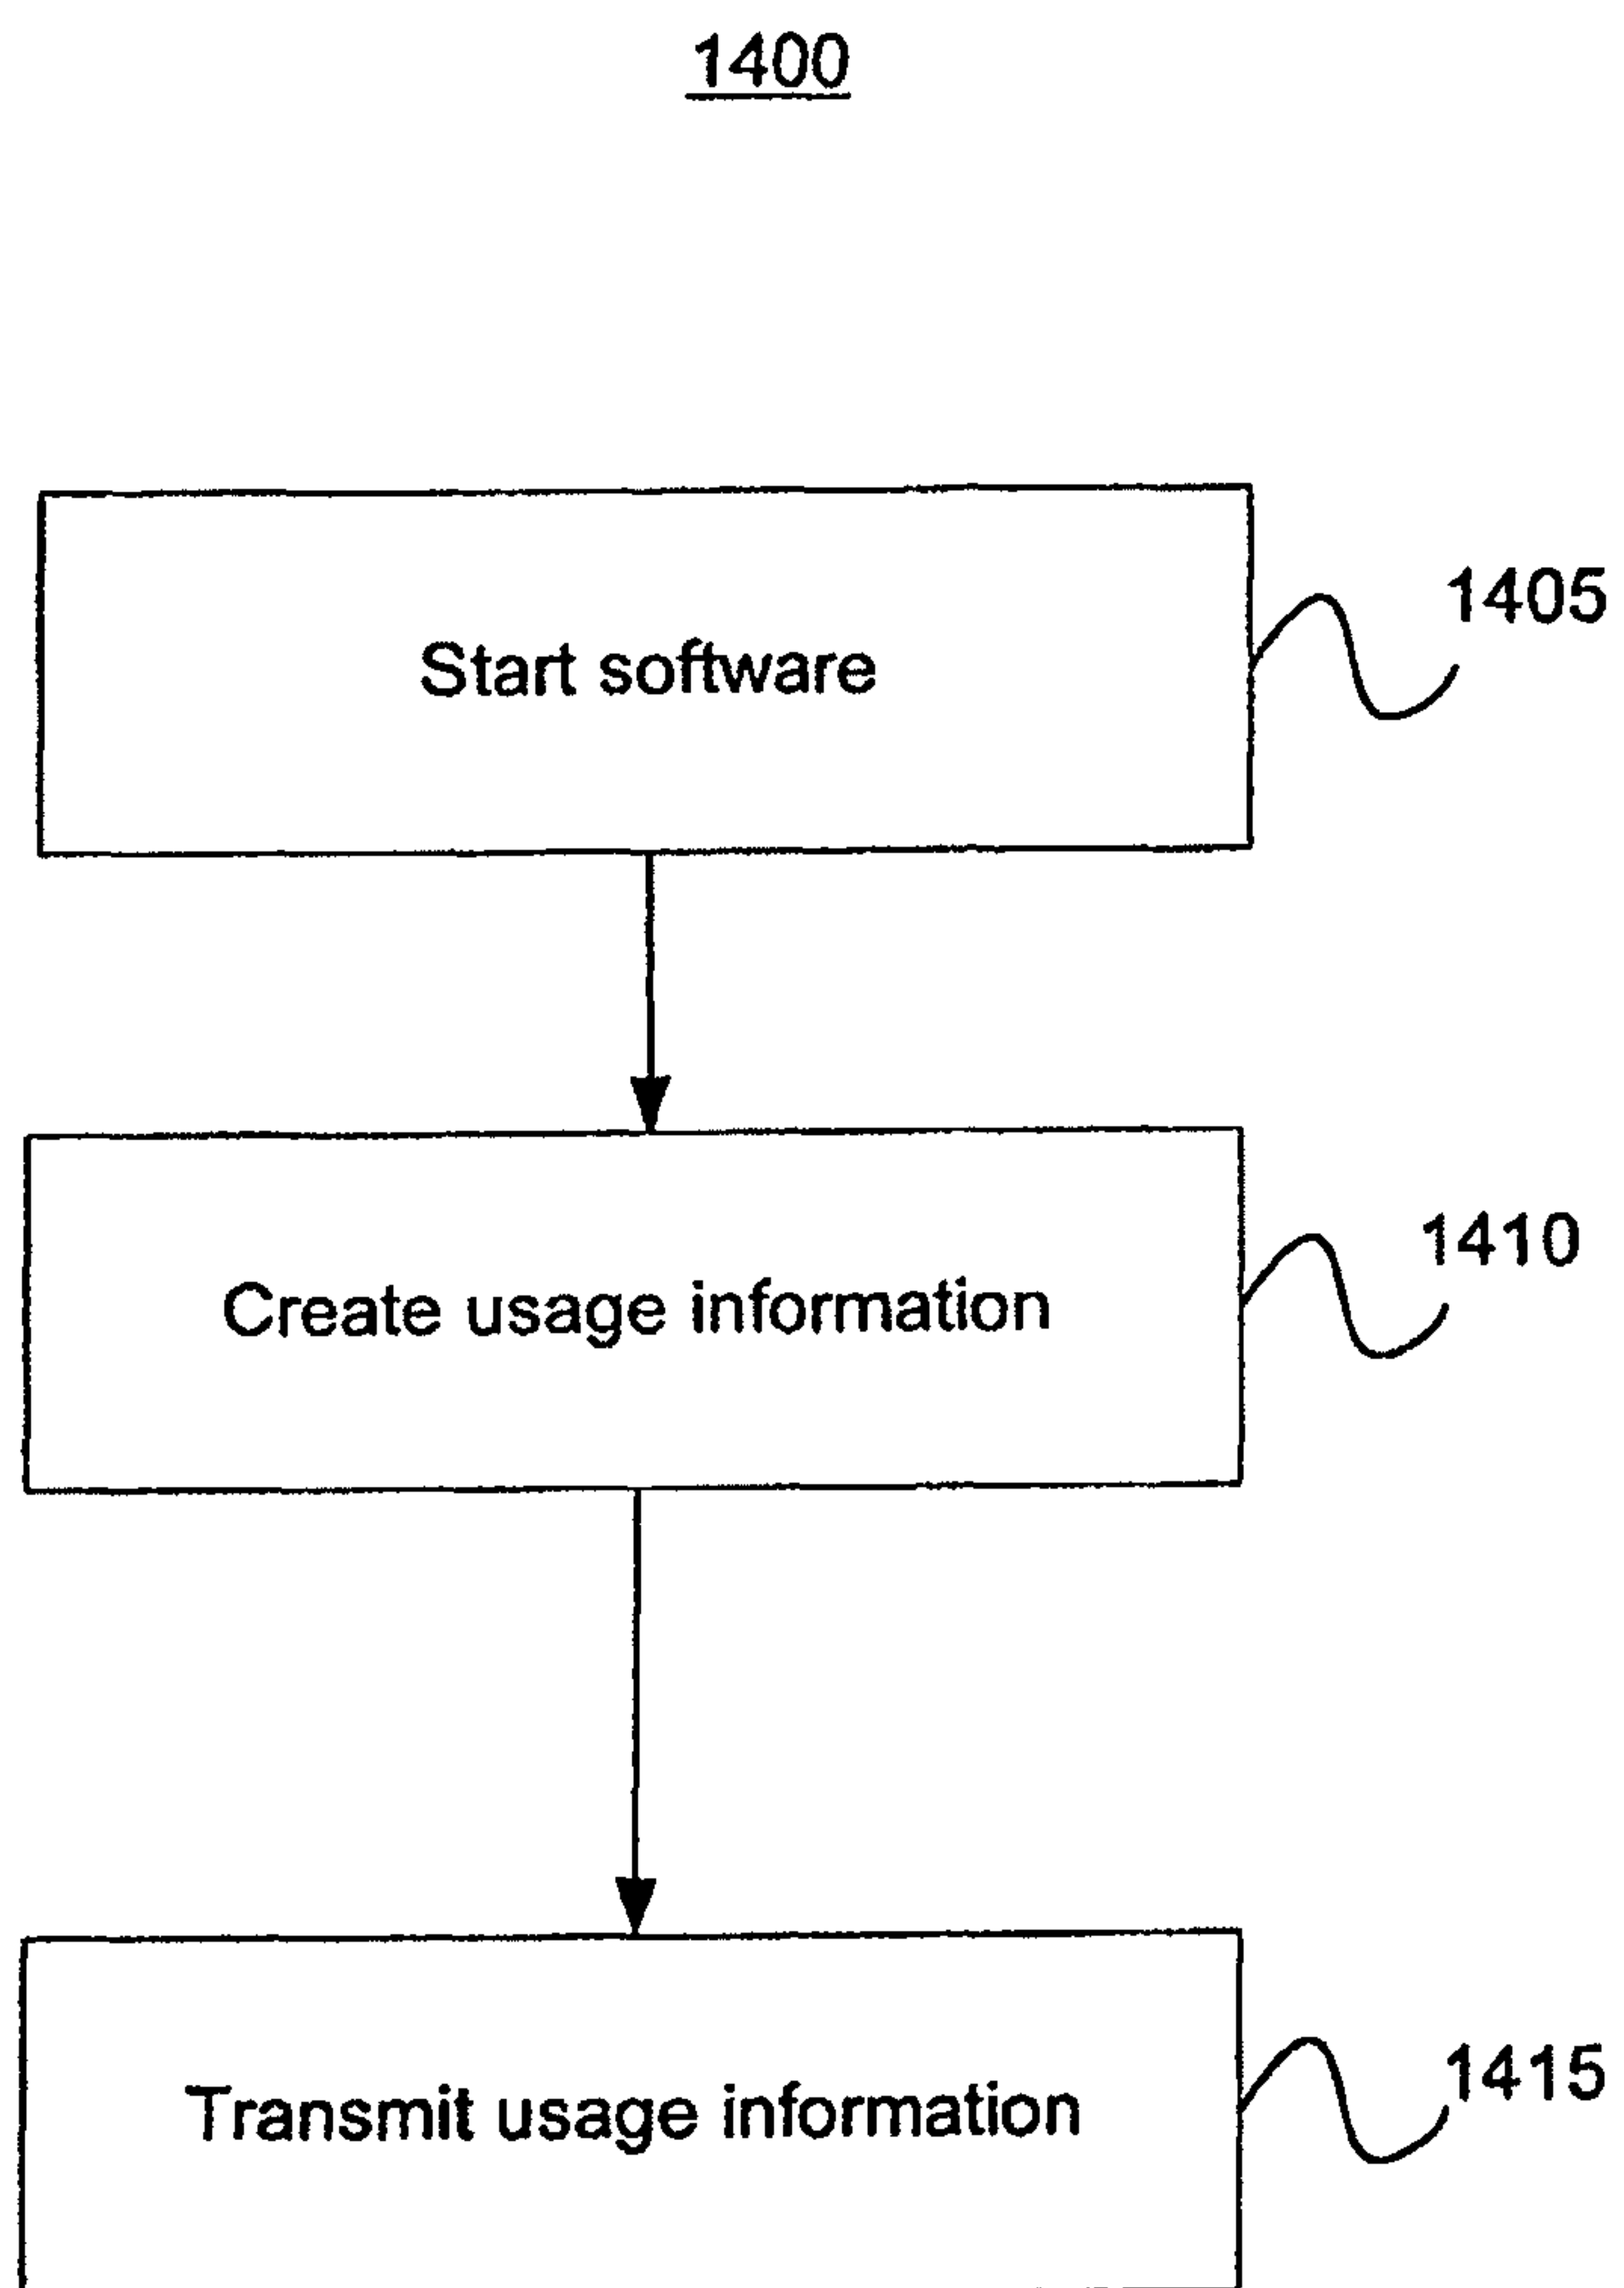 1400
Start software
1405
Create usage information
1410
Transmit usage information
1415